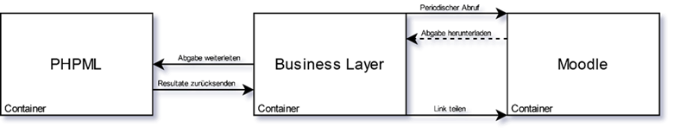 Periodischer Abruf
Abgabe herunterladen
Abgabe weiterleiten
PHPML
Business Layer
Moodle
Resultate zurücksenden
Container
Container
Link teilen
Container